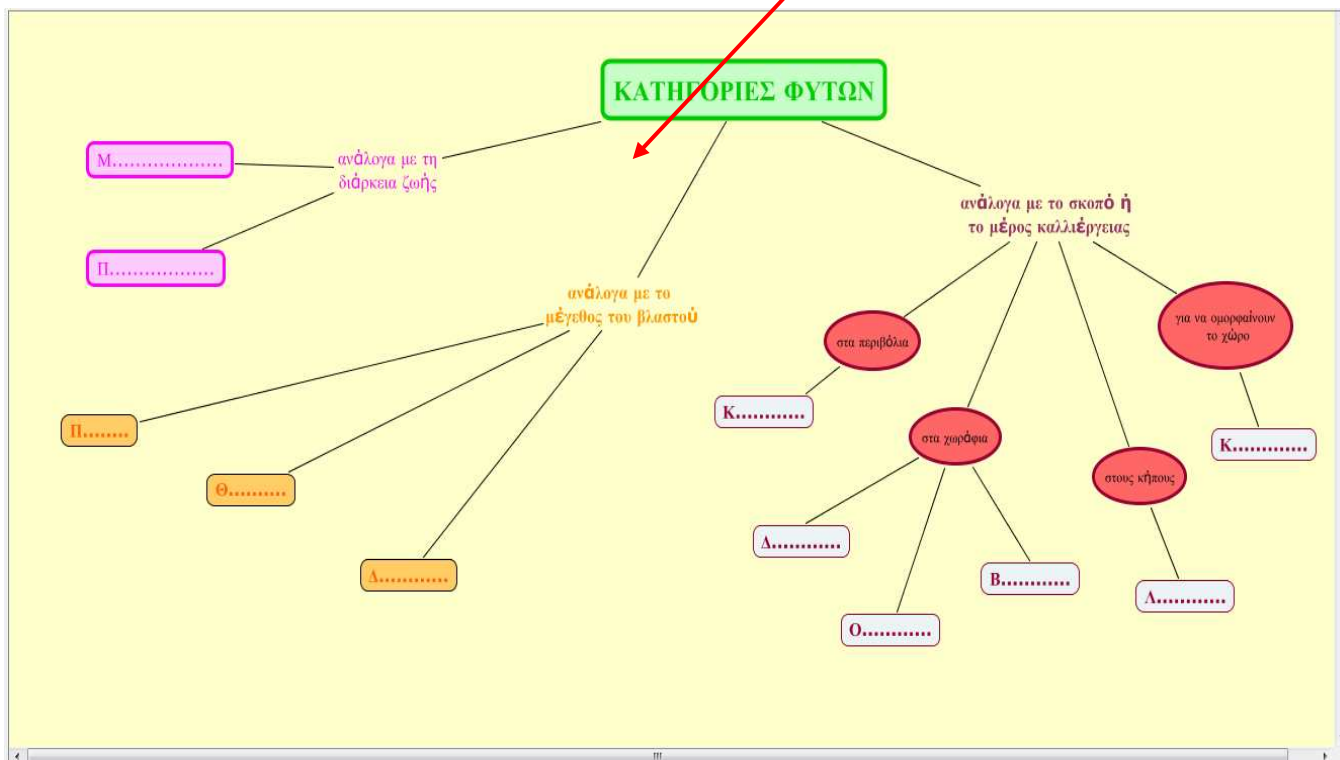 ΚΑΤΗΓΟΡΙΕΣ ΦΥΤΩΝ
ανάλογα με τη
διάρκεια ζωής
Μ...................
Π..................
ανάλογα με το
μέγεθος του βλαστού
Π........
Θ..........
Δ............
ανάλογα με το σκοπό ή
το μέρος καλλιέργειας
στα περιβόλια
Κ............
στα χωράφια
Δ............
Ο............
Β............
στους κήπους
Λ............
για να ομορφαίνουν
το χώρο
Κ.............